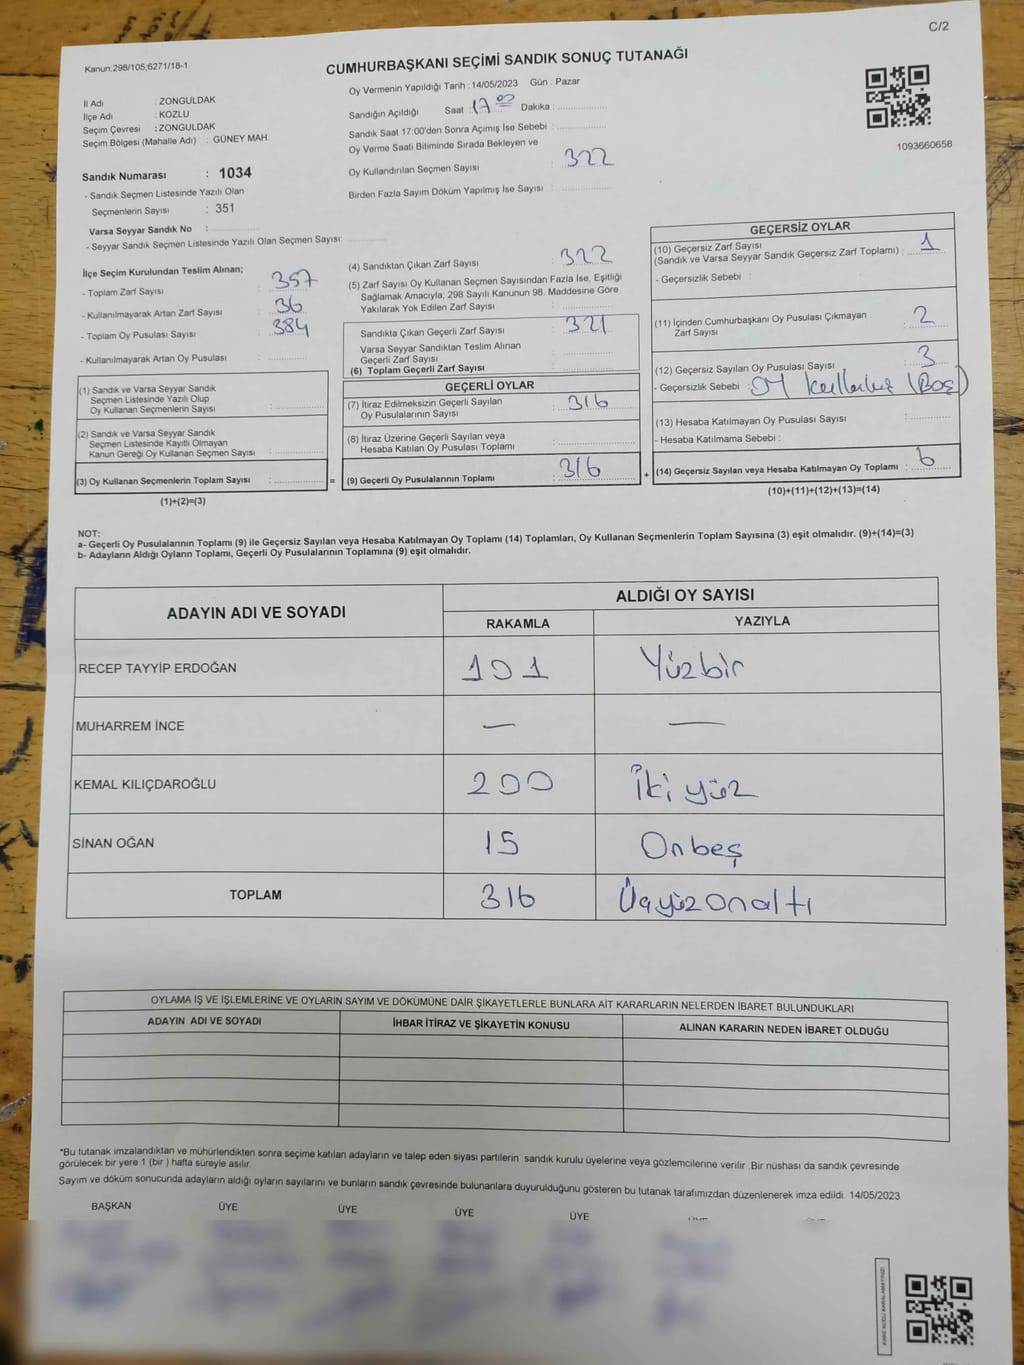 C/2
Kanun:298/105,6271/18-1
CUMHURBAŞKANI SEÇİMİ SANDIK SONUÇ TUTANAĞI
İl Adı : ZONGULDAK
İlçe Adı : KOZLU
Seçim Çevresi : ZONGULDAK
Seçim Bölgesi (Mahalle Adı) : GÜNEY MAH.
Sandık Numarası : 1034
- Sandık Seçmen Listesinde Yazılı Olan
Seçmenlerin Sayısı : 351
Varsa Seyyar Sandık No :
- Seyyar Sandık Seçmen Listesinde Yazılı Olan Seçmen Sayısı:
Oy Vermenin Yapıldığı Tarih : 14/05/2023 Gün : Pazar
Sandığın Açıldığı Saat : 17 00 Dakika :
Sandık Saat 17:00'den Sonra Açımış İse Sebebi :
Oy Verme Saati Bitiminde Sırada Bekleyen ve
Oy Kullandırılan Seçmen Sayısı : 322
Birden Fazla Sayım Döküm Yapılmış İse Sayısı :
1093660658
İlçe Seçim Kurulundan Teslim Alınan;
- Toplam Zarf Sayısı : 357
- Kullanılmayarak Artan Zarf Sayısı : 36
- Toplam Oy Pusulası Sayısı : 384
- Kullanılmayarak Artan Oy Pusulası :
(1) Sandık ve Varsa Seyyar Sandık
Seçmen Listesinde Yazılı Olup
Oy Kullanan Seçmenlerin Sayısı :
(2) Sandık ve Varsa Seyyar Sandık
Seçmen Listesinde Kayıtlı Olmayan
Kanun Gereği Oy Kullanan Seçmen Sayısı :
(3) Oy Kullanan Seçmenlerin Toplam Sayısı : =
(1)+(2)=(3)
(4) Sandıktan Çıkan Zarf Sayısı : 322
(5) Zarf Sayısı Oy Kullanan Seçmen Sayısından Fazla İse, Eşitliği
Sağlamak Amacıyla; 298 Sayılı Kanunun 98. Maddesine Göre
Yakılarak Yok Edilen Zarf Sayısı :
Sandıkta Çıkan Geçerli Zarf Sayısı : 321
Varsa Seyyar Sandıktan Teslim Alınan
Geçerli Zarf Sayısı :
(6) Toplam Geçerli Zarf Sayısı :
GEÇERLİ OYLAR
(7) İtiraz Edilmeksizin Geçerli Sayılan
Oy Pusulalarının Sayısı : 316
(8) İtiraz Üzerine Geçerli Sayılan veya
Hesaba Katılan Oy Pusulası Toplamı :
(9) Geçerli Oy Pusulalarının Toplamı : 316 +
GEÇERSİZ OYLAR
(10) Geçersiz Zarf Sayısı
(Sandık ve Varsa Seyyar Sandık Geçersiz Zarf Toplamı) : 1
- Geçersizlik Sebebi :
(11) İçinden Cumhurbaşkanı Oy Pusulası Çıkmayan
Zarf Sayısı : 2
(12) Geçersiz Sayılan Oy Pusulası Sayısı : 3
- Geçersizlik Sebebi : (Boş)
(13) Hesaba Katılmayan Oy Pusulası Sayısı :
- Hesaba Katılmama Sebebi :
(14) Geçersiz Sayılan veya Hesaba Katılmayan Oy Toplamı : 6
(10)+(11)+(12)+(13)=(14)
NOT:
a- Geçerli Oy Pusulalarının Toplamı (9) ile Geçersiz Sayılan veya Hesaba Katılmayan Oy Toplamı (14) Toplamları, Oy Kullanan Seçmenlerin Toplam Sayısına (3) eşit olmalıdır. (9)+(14)=(3)
b- Adayların Aldığı Oyların Toplamı, Geçerli Oy Pusulalarının Toplamına (9) eşit olmalıdır.
ADAYIN ADI VE SOYADI ALDIĞI OY SAYISI
RAKAMLA YAZIYLA
RECEP TAYYİP ERDOĞAN 101 Yüzbir
MUHARREM İNCE — —
KEMAL KILIÇDAROĞLU 200 İki yüz
SİNAN OĞAN 15 Onbeş
TOPLAM 316 Üçyüzonaltı
OYLAMA İŞ VE İŞLEMLERİNE VE OYLARIN SAYIM VE DÖKÜMÜNE DAİR ŞİKAYETLERLE BUNLARA AİT KARARLARIN NELERDEN İBARET BULUNDUKLARI
ADAYIN ADI VE SOYADI İHBAR İTİRAZ VE ŞİKAYETİN KONUSU ALINAN KARARIN NEDEN İBARET OLDUĞU
*Bu tutanak imzalandıktan ve mühürlendikten sonra seçime katılan adayların ve talep eden siyasi partilerin sandık kurulu üyelerine veya gözlemcilerine verilir .Bir nüshası da sandık çevresinde
görülecek bir yere 1 (bir ) hafta süreyle asılır.
Sayım ve döküm sonucunda adayların aldığı oyların sayılarını ve bunların sandık çevresinde bulunanlara duyurulduğunu gösteren bu tutanak tarafımızdan düzenlenerek imza edildi. 14/05/2023
BAŞKAN ÜYE ÜYE ÜYE ÜYE